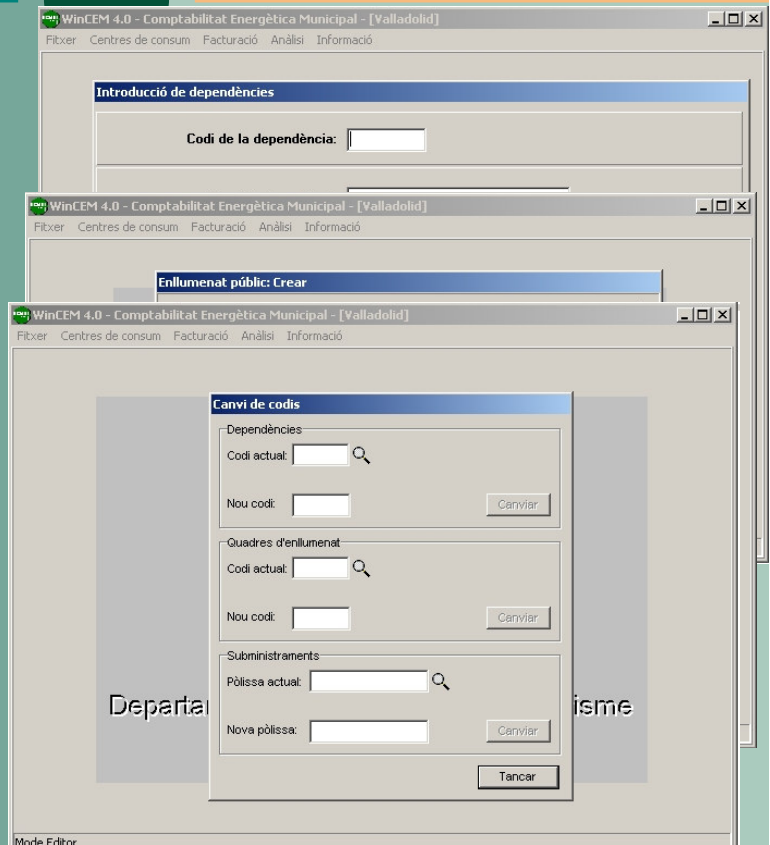 WinCEM 4.0 - Comptabilitat Energètica Municipal - [Valladolid]
Fitxer Centres de consum Facturació Anàlisi Informació
Introducció de dependències
Codi de la dependència:
WinCEM 4.0 - Comptabilitat Energètica Municipal - [Valladolid]
Fitxer Centres de consum Facturació Anàlisi Informació
Enllumenat públic: Crear
WinCEM 4.0 - Comptabilitat Energètica Municipal - [Valladolid]
Fitxer Centres de consum Facturació Anàlisi Informació
Canvi de codis
Dependències
Codi actual:
Nou codi:
Canviar
Quadres d'enllumenat
Codi actual:
Nou codi:
Canviar
Subministraments
Pòlissa actual:
Nova pòlissa:
Canviar
Tancar
Mode Editor